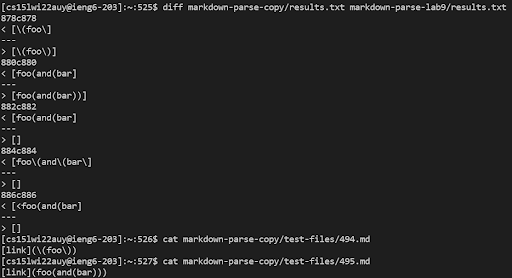 [cs15lwi22auy@ieng6-203]:~:525$ diff markdown-parse-copy/results.txt markdown-parse-lab9/results.txt
878c878
< [\(foo\]
---
> [\(foo\)]
880c880
< [foo(and(bar]
---
> [foo(and(bar))]
882c882
< [foo(and(bar]
---
> []
884c884
< [foo\(and\(bar\]
---
> []
886c886
< [<foo(and(bar]
---
> []
[cs15lwi22auy@ieng6-203]:~:526$ cat markdown-parse-copy/test-files/494.md
[link](\(foo\))
[cs15lwi22auy@ieng6-203]:~:527$ cat markdown-parse-copy/test-files/495.md
[link](foo(and(bar)))